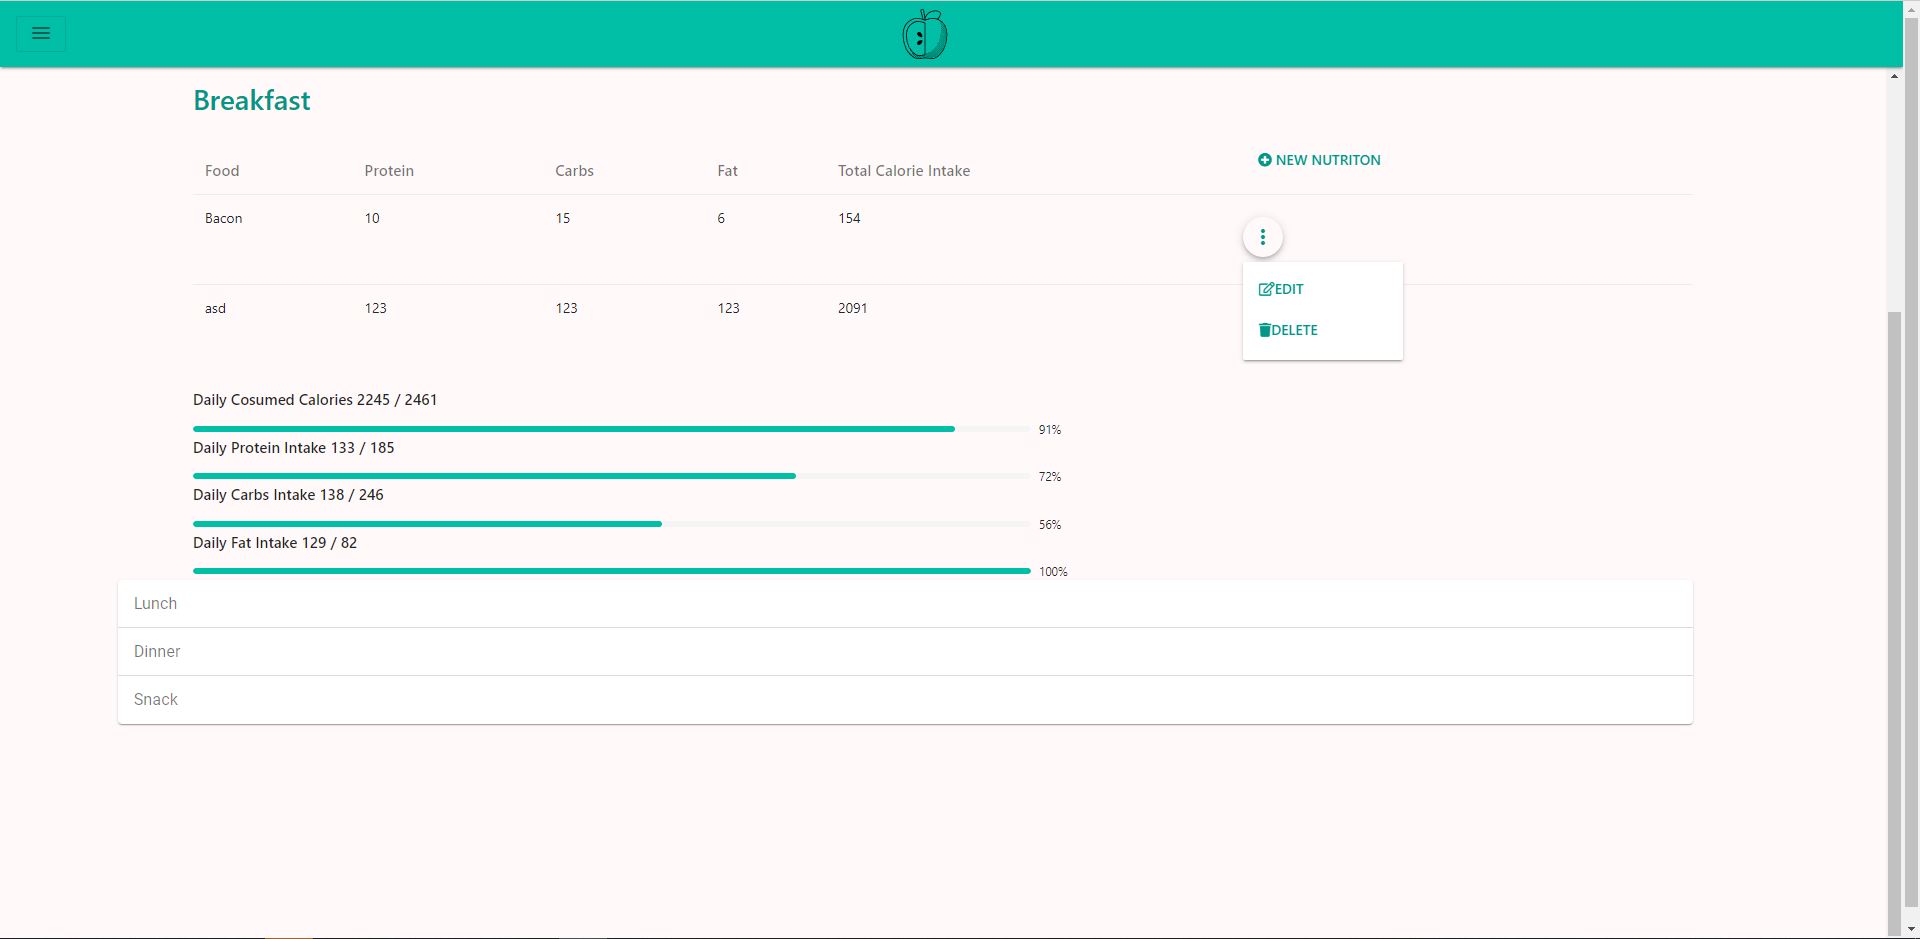 Breakfast
Food Protein Carbs Fat Total Calorie Intake NEW NUTRITON
Bacon 10 15 6 154
EDIT
asd 123 123 123 2091
DELETE
Daily Cosumed Calories 2245 / 2461
91%
Daily Protein Intake 133 / 185
72%
Daily Carbs Intake 138 / 246
56%
Daily Fat Intake 129 / 82
100%
Lunch
Dinner
Snack